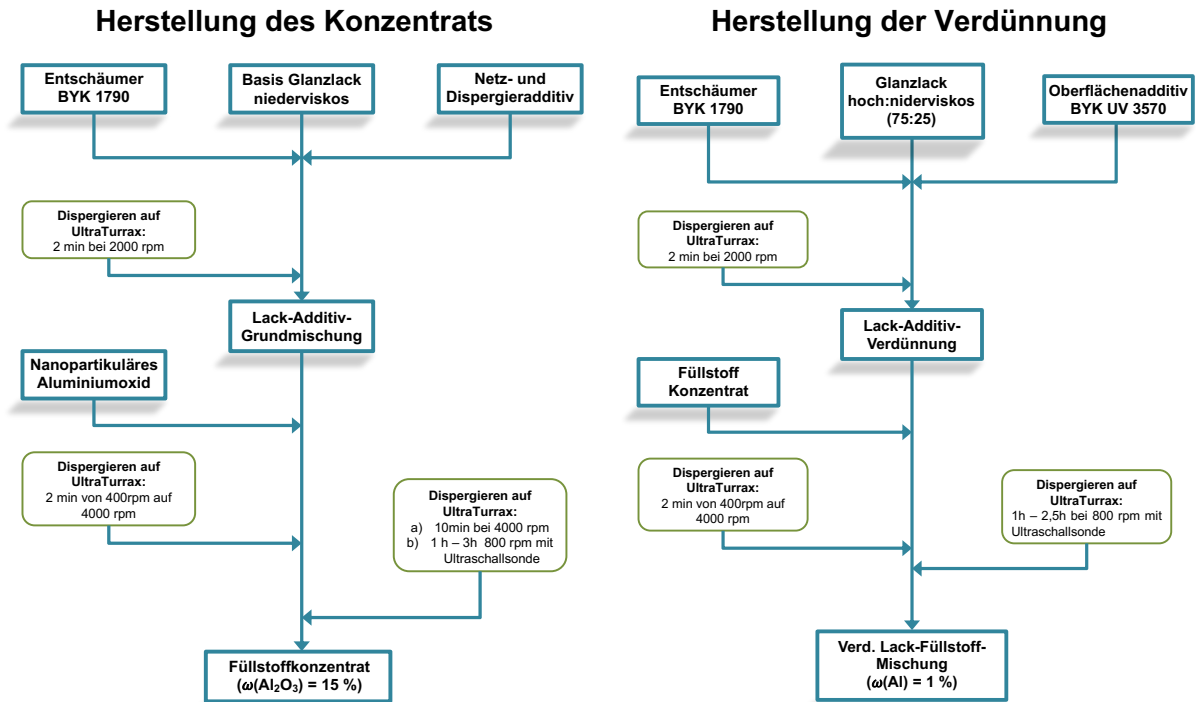 Herstellung des Konzentrats
Entschäumer
BYK 1790
Basis Glanzlack
niederviskos
Netz- und
Dispergieradditiv
Dispergieren auf
UltraTurrax:
2 min bei 2000 rpm
Lack-Additiv-
Grundmischung
Nanopartikuläres
Aluminiumoxid
Dispergieren auf
UltraTurrax:
2 min von 400rpm auf
4000 rpm
Dispergieren auf
UltraTurrax:
a) 10min bei 4000 rpm
b) 1 h – 3h 800 rpm mit
Ultraschallsonde
Füllstoffkonzentrat
(ω(Al₂O₃) = 15 %)
Herstellung der Verdünnung
Entschäumer
BYK 1790
Glanzlack
hoch:niderviskos
(75:25)
Oberflächenadditiv
BYK UV 3570
Dispergieren auf
UltraTurrax:
2 min bei 2000 rpm
Lack-Additiv-
Verdünnung
Füllstoff
Konzentrat
Dispergieren auf
UltraTurrax:
2 min von 400rpm auf
4000 rpm
Dispergieren auf
UltraTurrax:
1h – 2,5h bei 800 rpm mit
Ultraschallsonde
Verd. Lack-Füllstoff-
Mischung
(ω(Al) = 1 %)